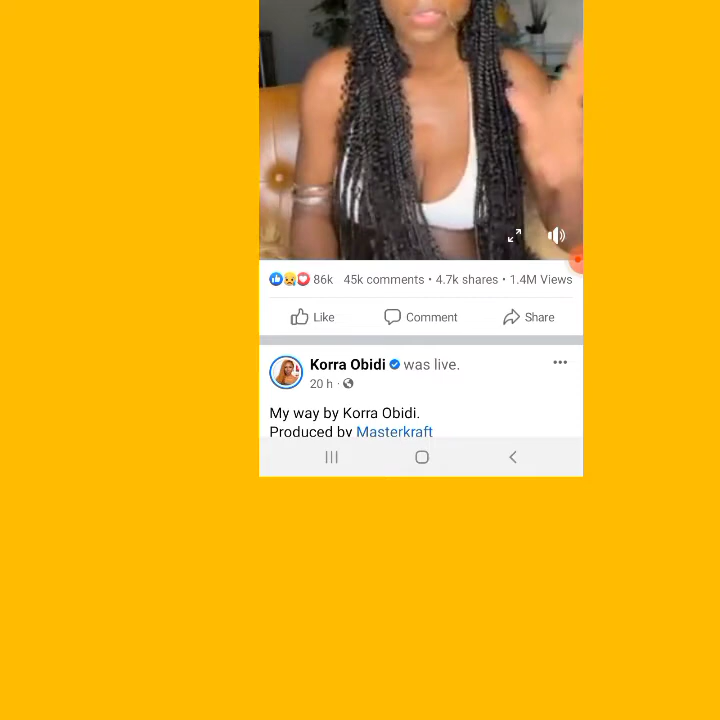 86k 45k comments • 4.7k shares • 1.4M Views
Like Comment Share
Korra Obidi was live.
20 h ·
My way by Korra Obidi.
Produced by Masterkraft